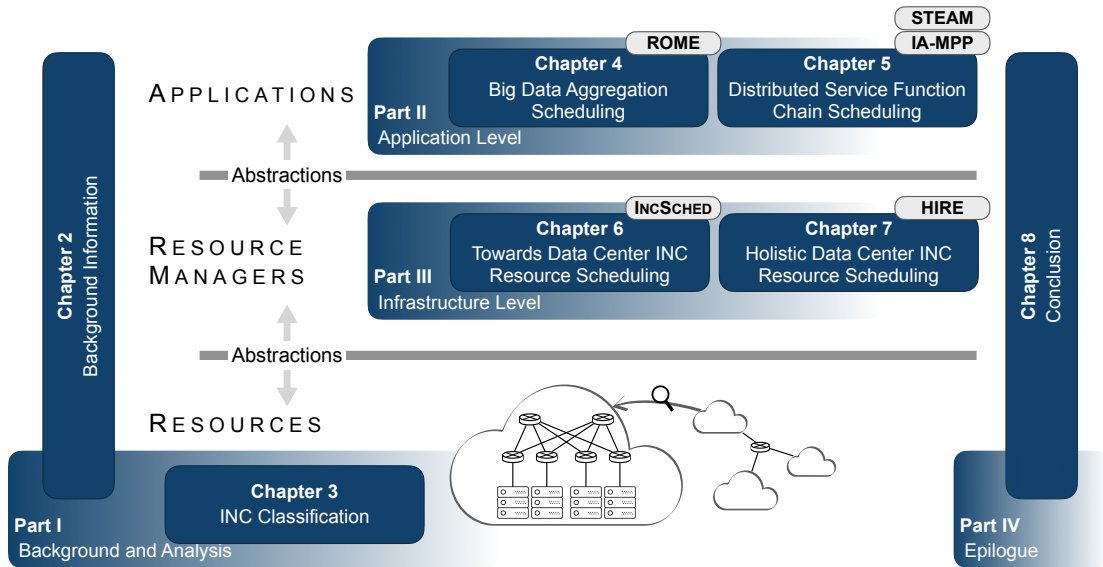 STEAM
ROME
IA-MPP
Chapter 4
Big Data Aggregation
Scheduling
Chapter 5
Distributed Service Function
Chain Scheduling
APPLICATIONS
Part II
Application Level
Abstractions
INCSCHED
HIRE
Chapter 6
Towards Data Center INC
Resource Scheduling
Chapter 7
Holistic Data Center INC
Resource Scheduling
RESOURCE
MANAGERS
Part III
Infrastructure Level
Abstractions
RESOURCES
Chapter 2
Background Information
Chapter 3
INC Classification
Part I
Background and Analysis
Chapter 8
Conclusion
Part IV
Epilogue